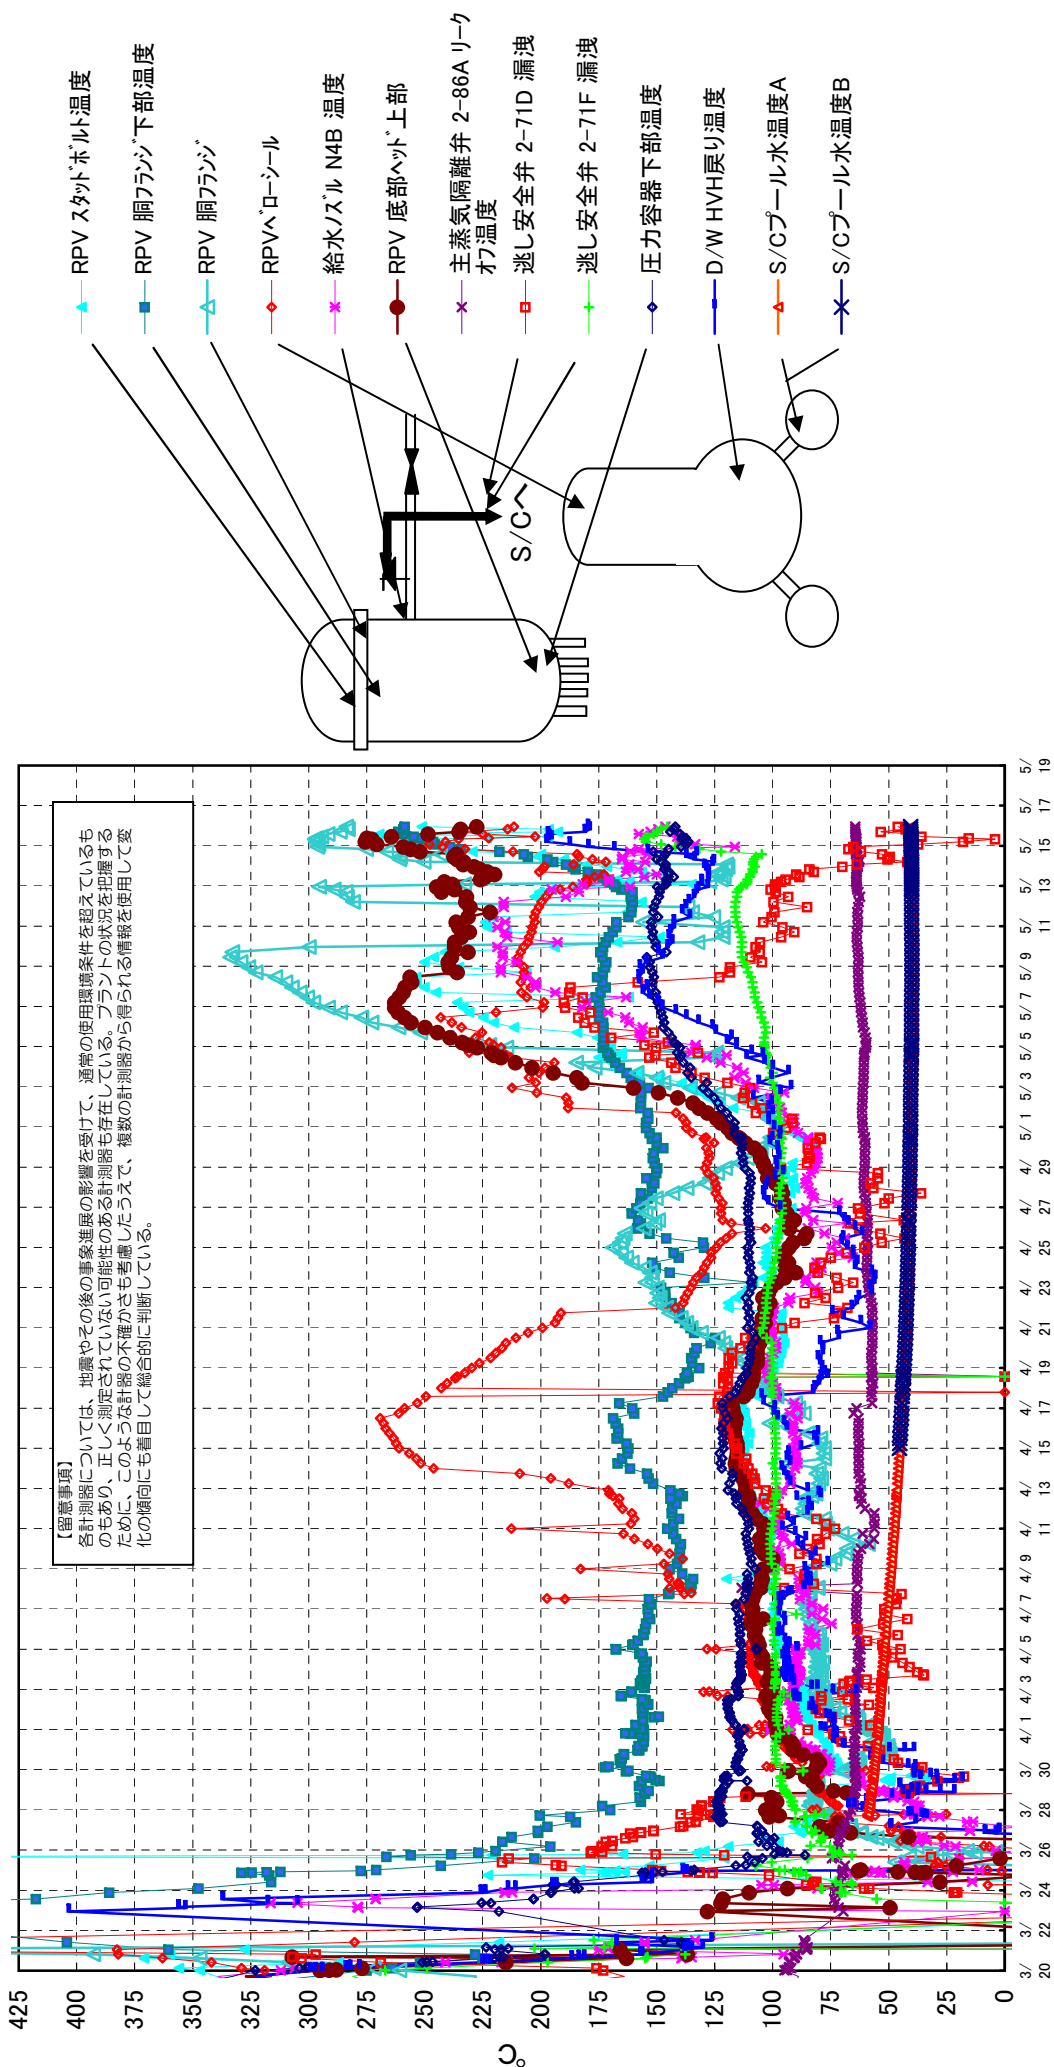 【留意事項】
各計測器については、地震やその後の事象進展の影響を受けて、通常の使用環境条件を超えているも
のもあり、正しく測定されていない可能性のある計測器も存在している。プラントの状況を把握する
ために、このような計器の不確かさも考慮したうえで、複数の計測器から得られる情報を使用して変
化の傾向にも着目して総合的に判断している。
℃
425
400
375
350
325
300
275
250
225
200
175
150
125
100
75
50
25
0
3/20
3/22
3/24
3/26
3/28
3/30
4/1
4/3
4/5
4/7
4/9
4/11
4/13
4/15
4/17
4/19
4/21
4/23
4/25
4/27
4/29
5/1
5/3
5/5
5/7
5/9
5/11
5/13
5/15
5/17
5/19
S/Cへ
RPV スタッドボルト温度
RPV 胴フランジ下部温度
RPV 胴フランジ
RPVベローシール
給水ノズル N4B 温度
RPV 底部ヘッド上部
主蒸気隔離弁 2-86A リーク
オフ温度
逃し安全弁 2-71D 漏洩
逃し安全弁 2-71F 漏洩
圧力容器下部温度
D/W HVH戻り温度
S/Cプール水温度A
S/Cプール水温度B